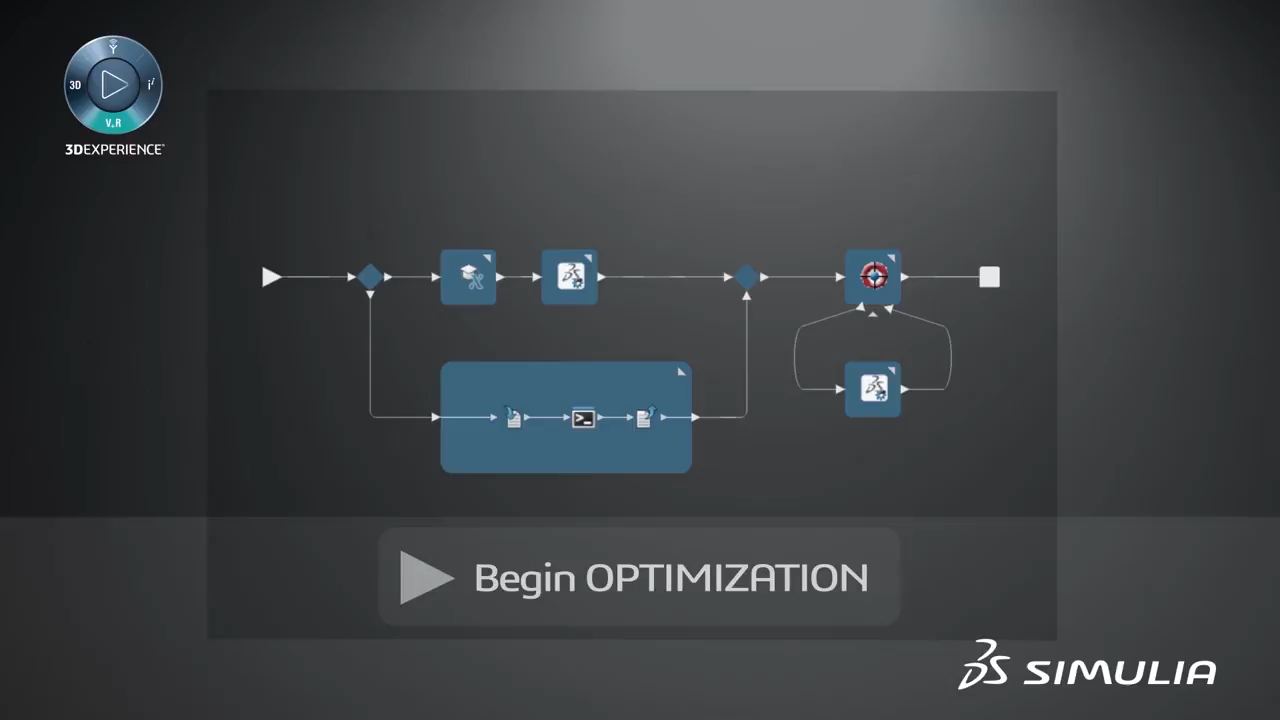 3D
i
V.R
3DEXPERIENCE
>_
Begin OPTIMIZATION
SIMULIA